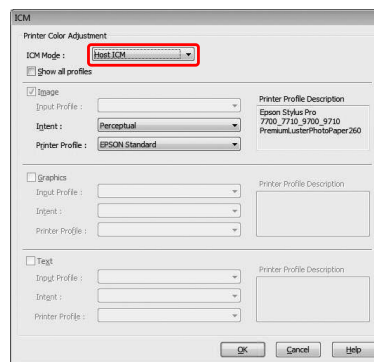 ICM
Printer Color Adjustment
ICM Mode : Host ICM
Show all profiles
Image
Input Profile :
Intent : Perceptual
Printer Profile : EPSON Standard
Printer Profile Description
Epson Stylus Pro
7700_7710_9700_9710
PremiumLusterPhotoPaper260
Graphics
Input Profile :
Intent :
Printer Profile :
Printer Profile Description
Text
Input Profile :
Intent :
Printer Profile :
Printer Profile Description
OK Cancel Help